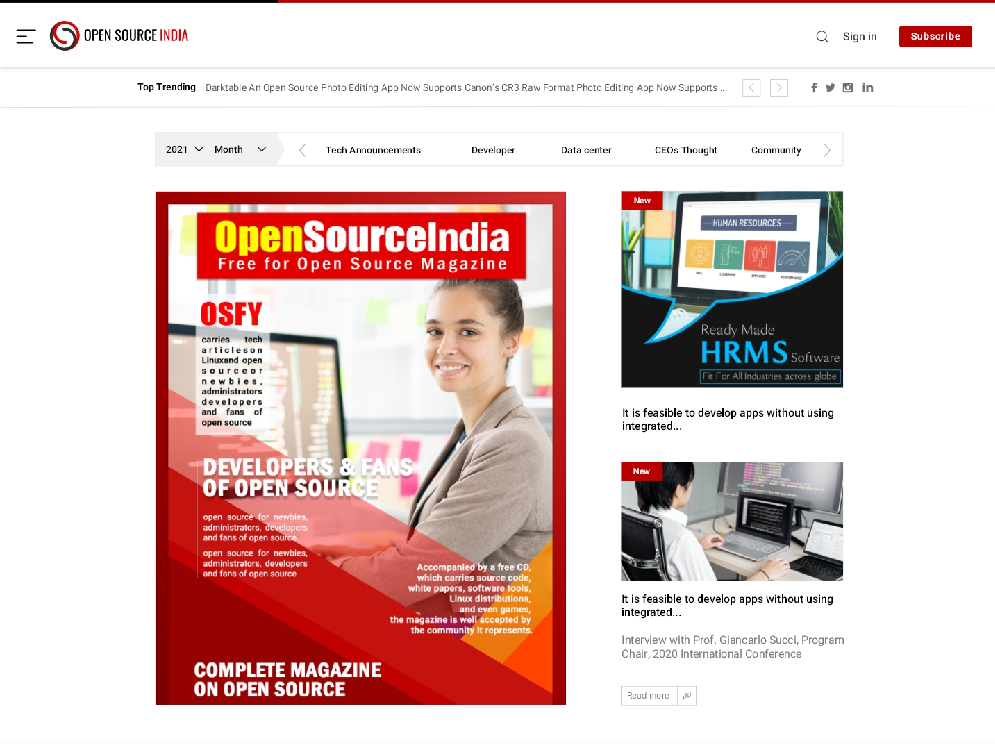 OPEN SOURCE INDIA
Sign in
Subscribe
Top Trending
Darktable An Open Source Photo Editing App Now Supports Canon's CR3 Raw Format Photo Editing App Now Supports ...
2021
Month
Tech Announcements
Developer
Data center
CEOs Thought
Community
OpenSourceIndia
Free for Open Source Magazine
OSFY
carries tech
articleson
Linuxand open
sourceor
newbies,
administrators
developers
and fans of
open source
DEVELOPERS & FANS
OF OPEN SOURCE
open source for newbies,
administrators, developers
and fans of open source
open source for newbies,
administrators, developers
and fans of open source
Accompanied by a free CD,
which carries source code,
white papers, software tools,
Linux distributions,
and even games,
the magazine is well accepted by
the community it represents.
COMPLETE MAGAZINE
ON OPEN SOURCE
New
HUMAN RESOURCES
Ready Made
HRMS Software
Fit For All Industries across globe
It is feasible to develop apps without using
integrated...
New
It is feasible to develop apps without using
integrated...
Interview with Prof. Giancarlo Succi, Program
Chair, 2020 International Conference
Read more